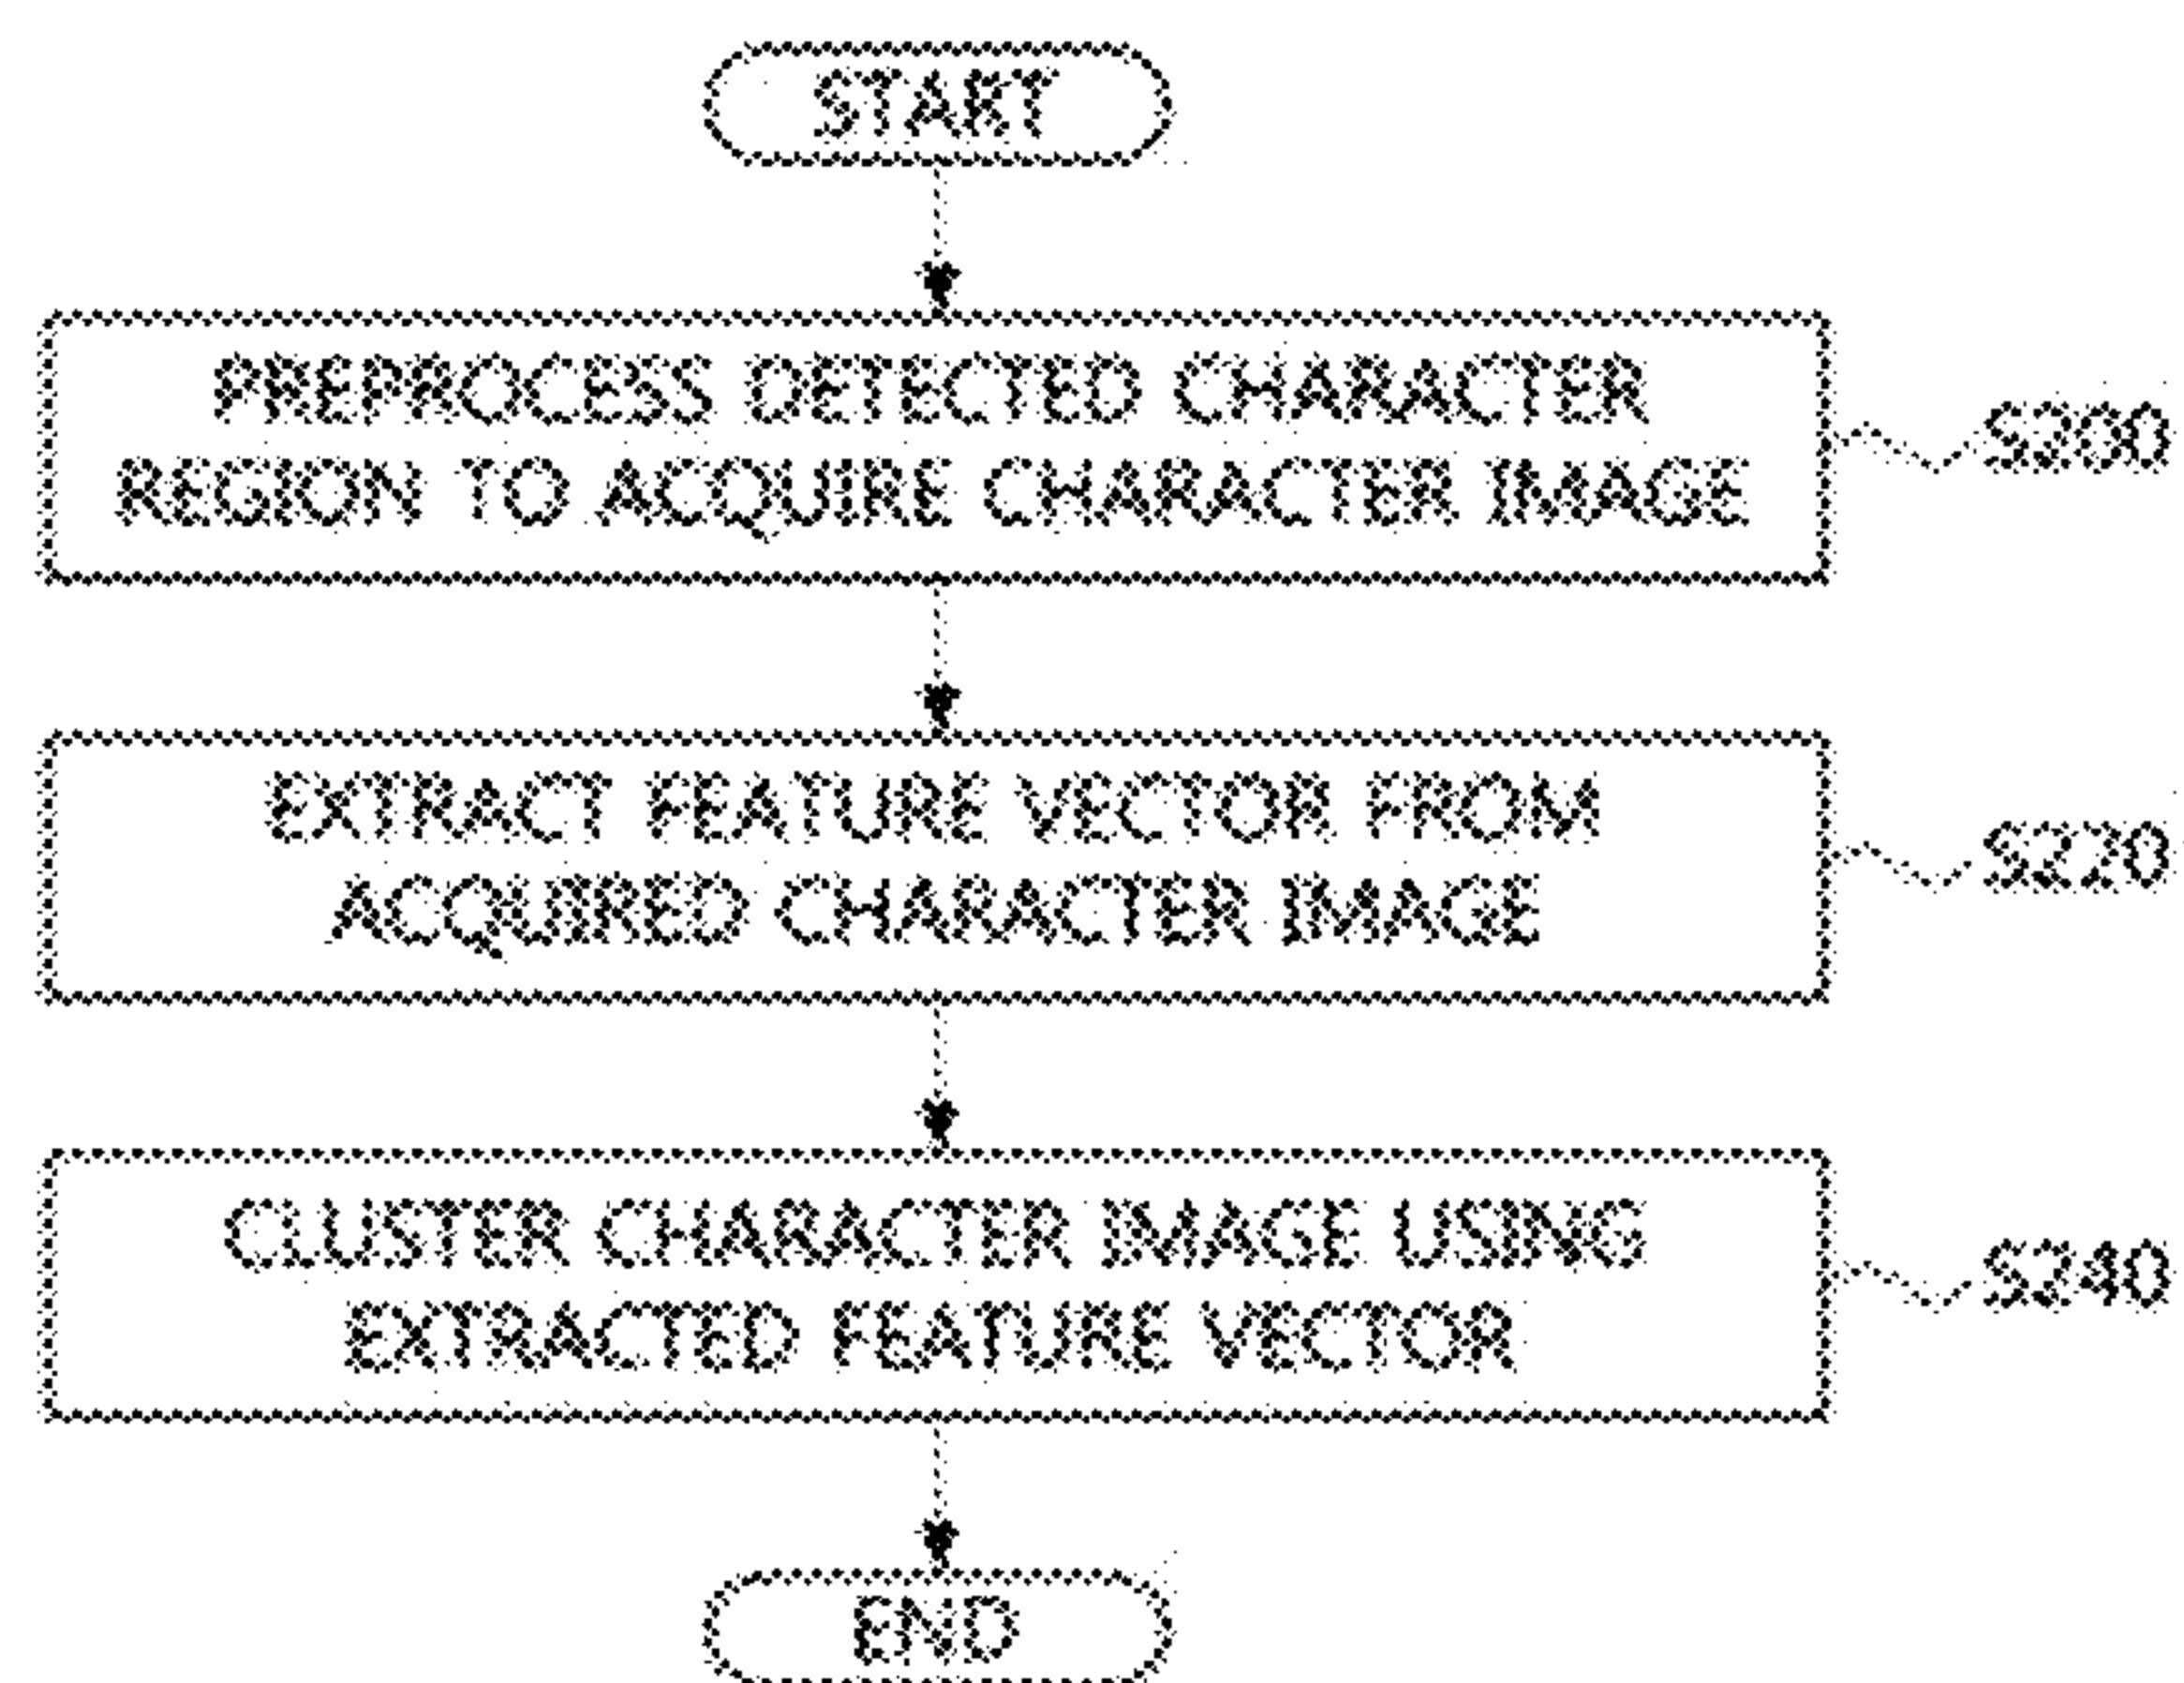 START
PREPROCESS DETECTED CHARACTER
REGION TO ACQUIRE CHARACTER IMAGE
S200
EXTRACT FEATURE VECTOR FROM
ACQUIRED CHARACTER IMAGE
S220
CLUSTER CHARACTER IMAGE USING
EXTRACTED FEATURE VECTOR
S240
END